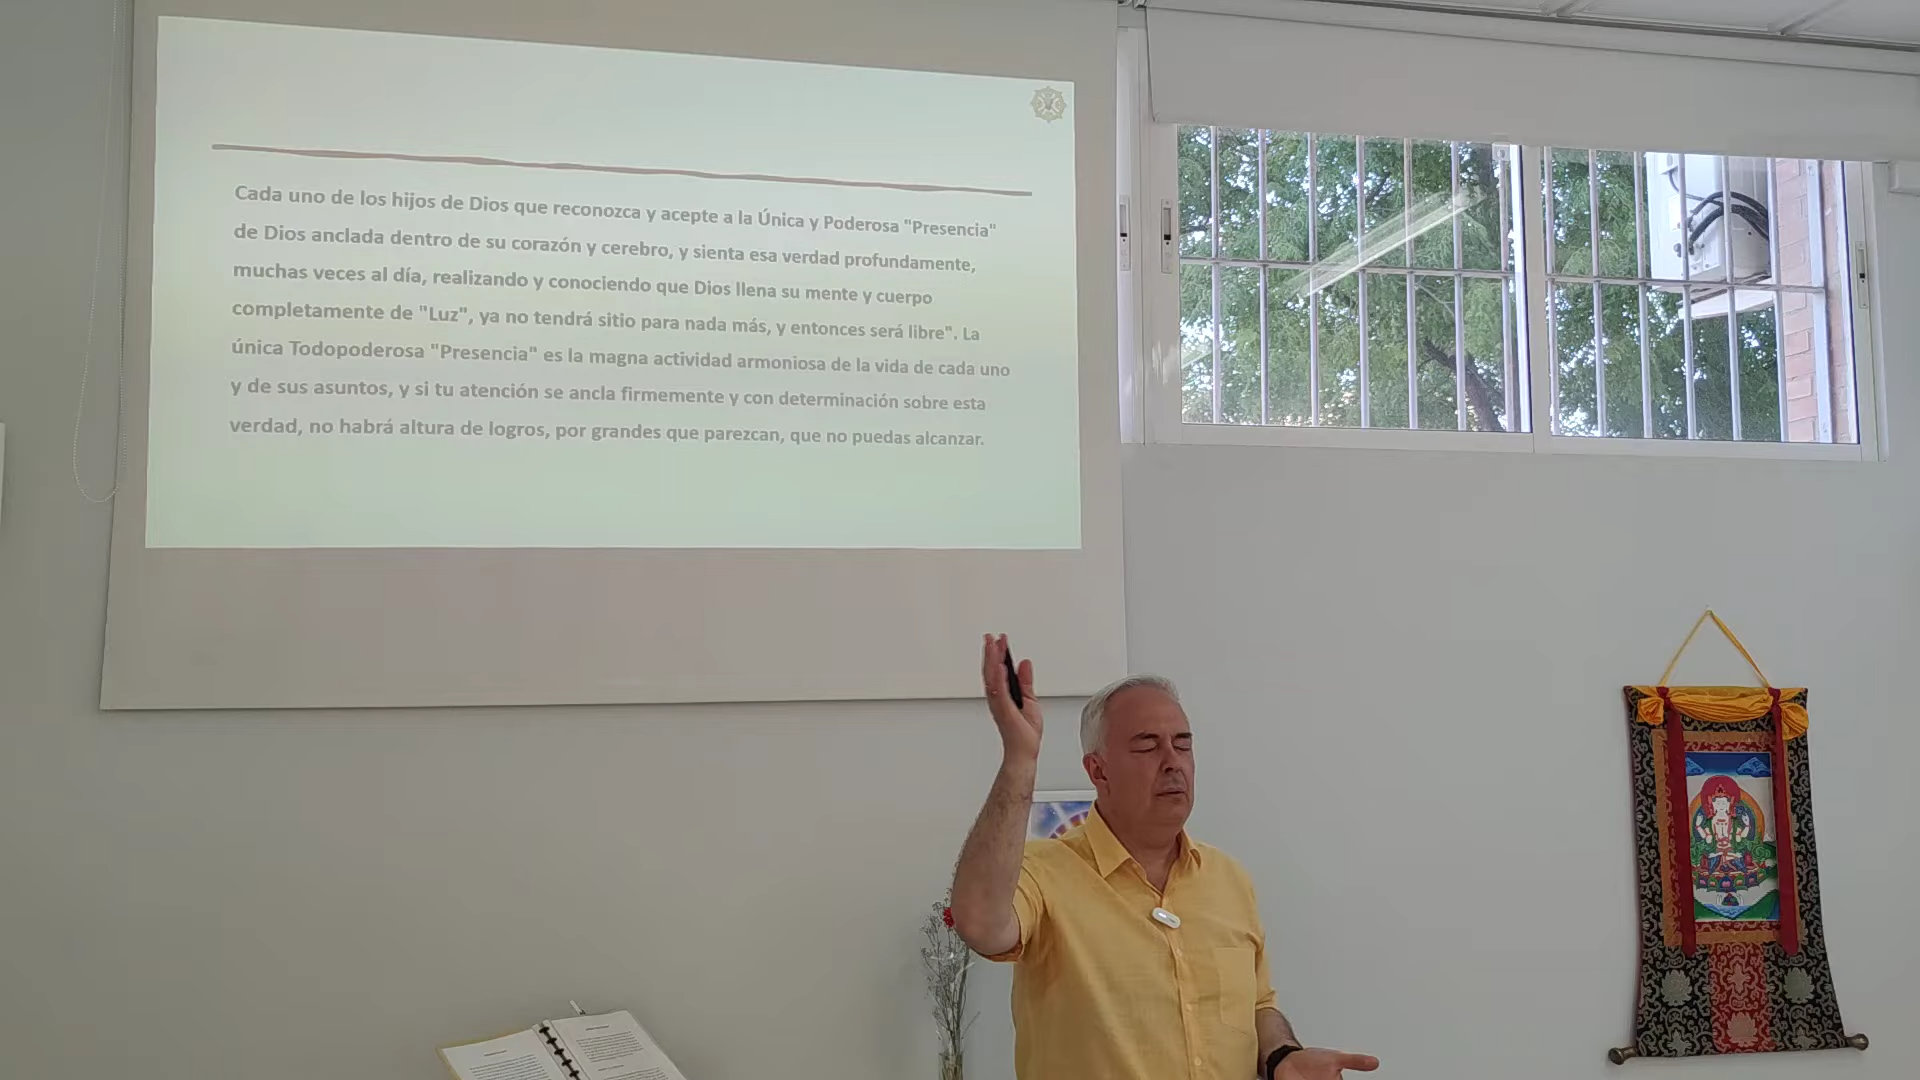 Cada uno de los hijos de Dios que reconozca y acepte a la Única y Poderosa "Presencia"
de Dios anclada dentro de su corazón y cerebro, y sienta esa verdad profundamente,
muchas veces al día, realizando y conociendo que Dios llena su mente y cuerpo
completamente de "Luz", ya no tendrá sitio para nada más, y entonces será libre". La
única Todopoderosa "Presencia" es la magna actividad armoniosa de la vida de cada uno
y de sus asuntos, y si tu atención se ancla firmemente y con determinación sobre esta
verdad, no habrá altura de logros, por grandes que parezcan, que no puedas alcanzar.